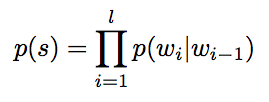 p(s) = ∏_{i=1}^{l} p(w_i|w_{i−1})